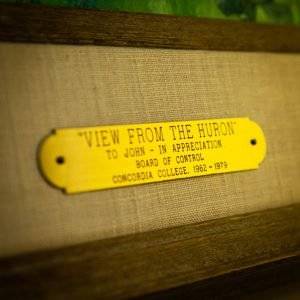 "VIEW FROM THE HURON"
TO JOHN - IN APPRECIATION
BOARD OF CONTROL
CONCORDIA COLLEGE, 1962 - 1979